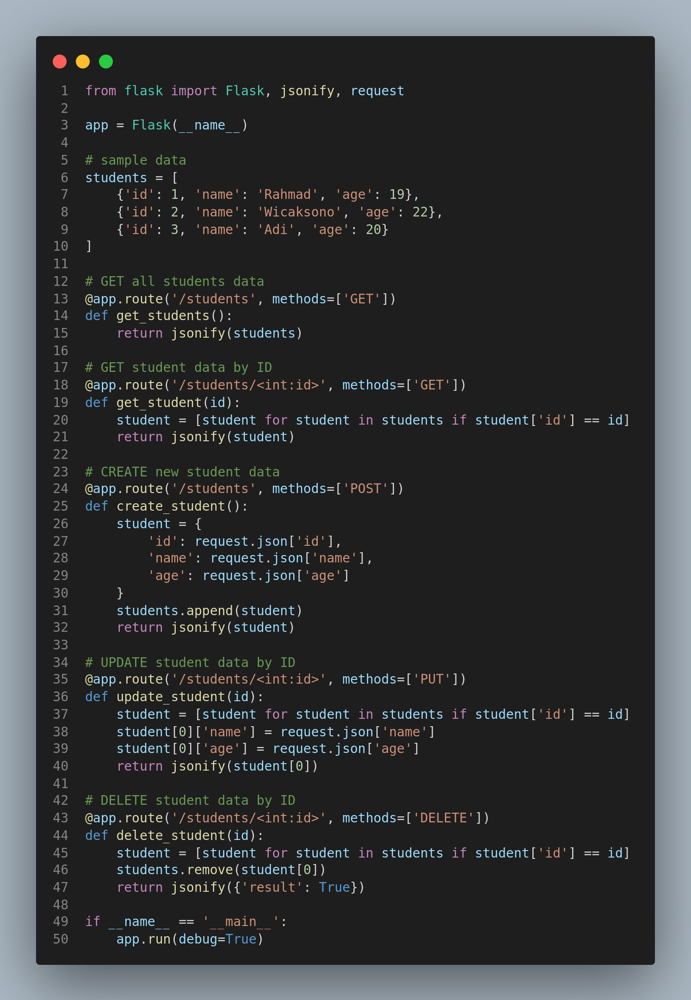 1 from flask import Flask, jsonify, request
2
3 app = Flask(__name__)
4
5 # sample data
6 students = [
7     {'id': 1, 'name': 'Rahmad', 'age': 19},
8     {'id': 2, 'name': 'Wicaksono', 'age': 22},
9     {'id': 3, 'name': 'Adi', 'age': 20}
10 ]
11
12 # GET all students data
13 @app.route('/students', methods=['GET'])
14 def get_students():
15     return jsonify(students)
16
17 # GET student data by ID
18 @app.route('/students/<int:id>', methods=['GET'])
19 def get_student(id):
20     student = [student for student in students if student['id'] == id]
21     return jsonify(student)
22
23 # CREATE new student data
24 @app.route('/students', methods=['POST'])
25 def create_student():
26     student = {
27         'id': request.json['id'],
28         'name': request.json['name'],
29         'age': request.json['age']
30     }
31     students.append(student)
32     return jsonify(student)
33
34 # UPDATE student data by ID
35 @app.route('/students/<int:id>', methods=['PUT'])
36 def update_student(id):
37     student = [student for student in students if student['id'] == id]
38     student[0]['name'] = request.json['name']
39     student[0]['age'] = request.json['age']
40     return jsonify(student[0])
41
42 # DELETE student data by ID
43 @app.route('/students/<int:id>', methods=['DELETE'])
44 def delete_student(id):
45     student = [student for student in students if student['id'] == id]
46     students.remove(student[0])
47     return jsonify({'result': True})
48
49 if __name__ == '__main__':
50     app.run(debug=True)